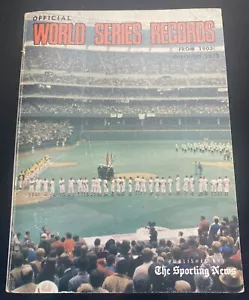 OFFICIAL
WORLD SERIES RECORDS
FROM 1903
PUBLISHED BY
The Sporting News